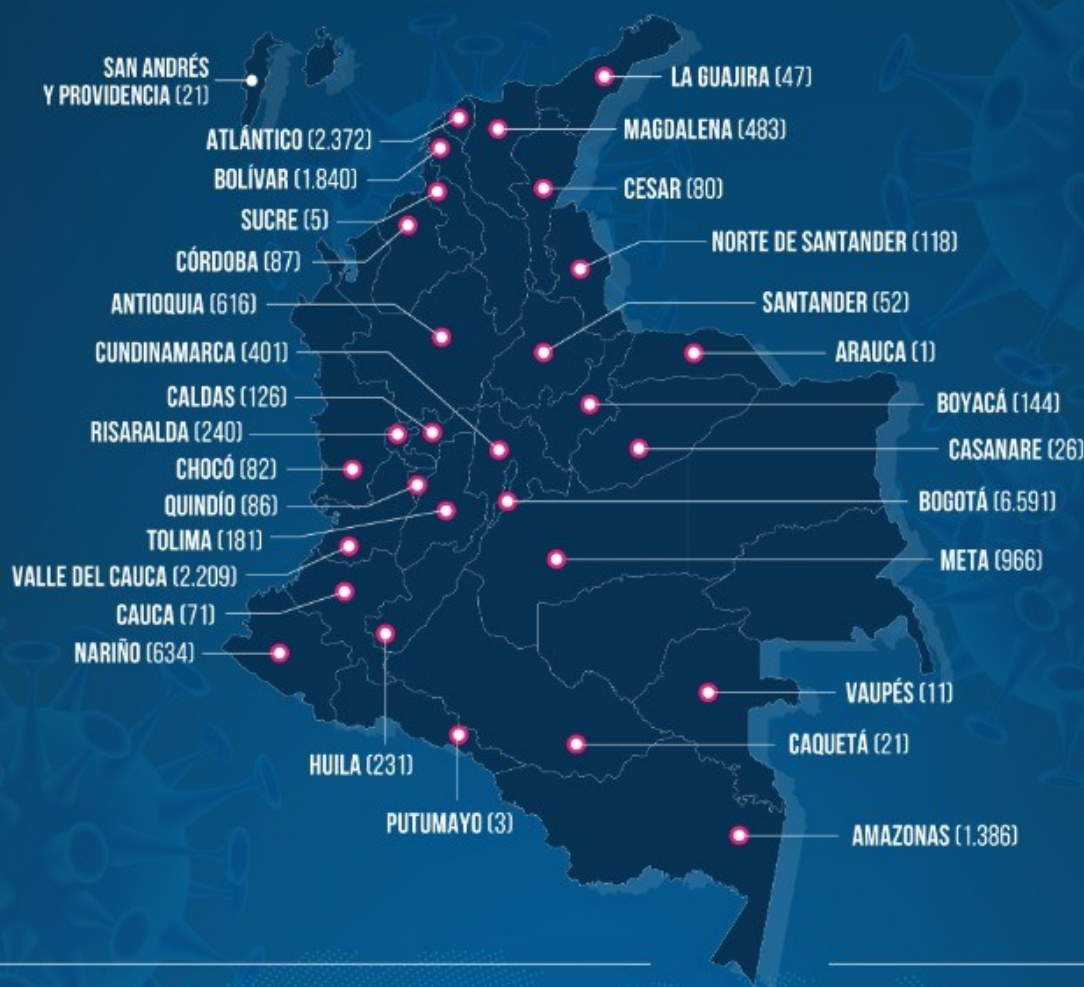 SAN ANDRÉS
Y PROVIDENCIA (21)
ATLÁNTICO (2.372)
BOLÍVAR (1.840)
SUCRE (5)
CÓRDOBA (87)
ANTIOQUIA (616)
CUNDINAMARCA (401)
CALDAS (126)
RISARALDA (240)
CHOCÓ (82)
QUINDÍO (86)
TOLIMA (181)
VALLE DEL CAUCA (2.209)
CAUCA (71)
NARIÑO (634)
HUILA (231)
PUTUMAYO (3)
LA GUAJIRA (47)
MAGDALENA (483)
CESAR (80)
NORTE DE SANTANDER (118)
SANTANDER (52)
ARAUCA (1)
BOYACÁ (144)
CASANARE (26)
BOGOTÁ (6.591)
META (966)
VAUPÉS (11)
CAQUETÁ (21)
AMAZONAS (1.386)